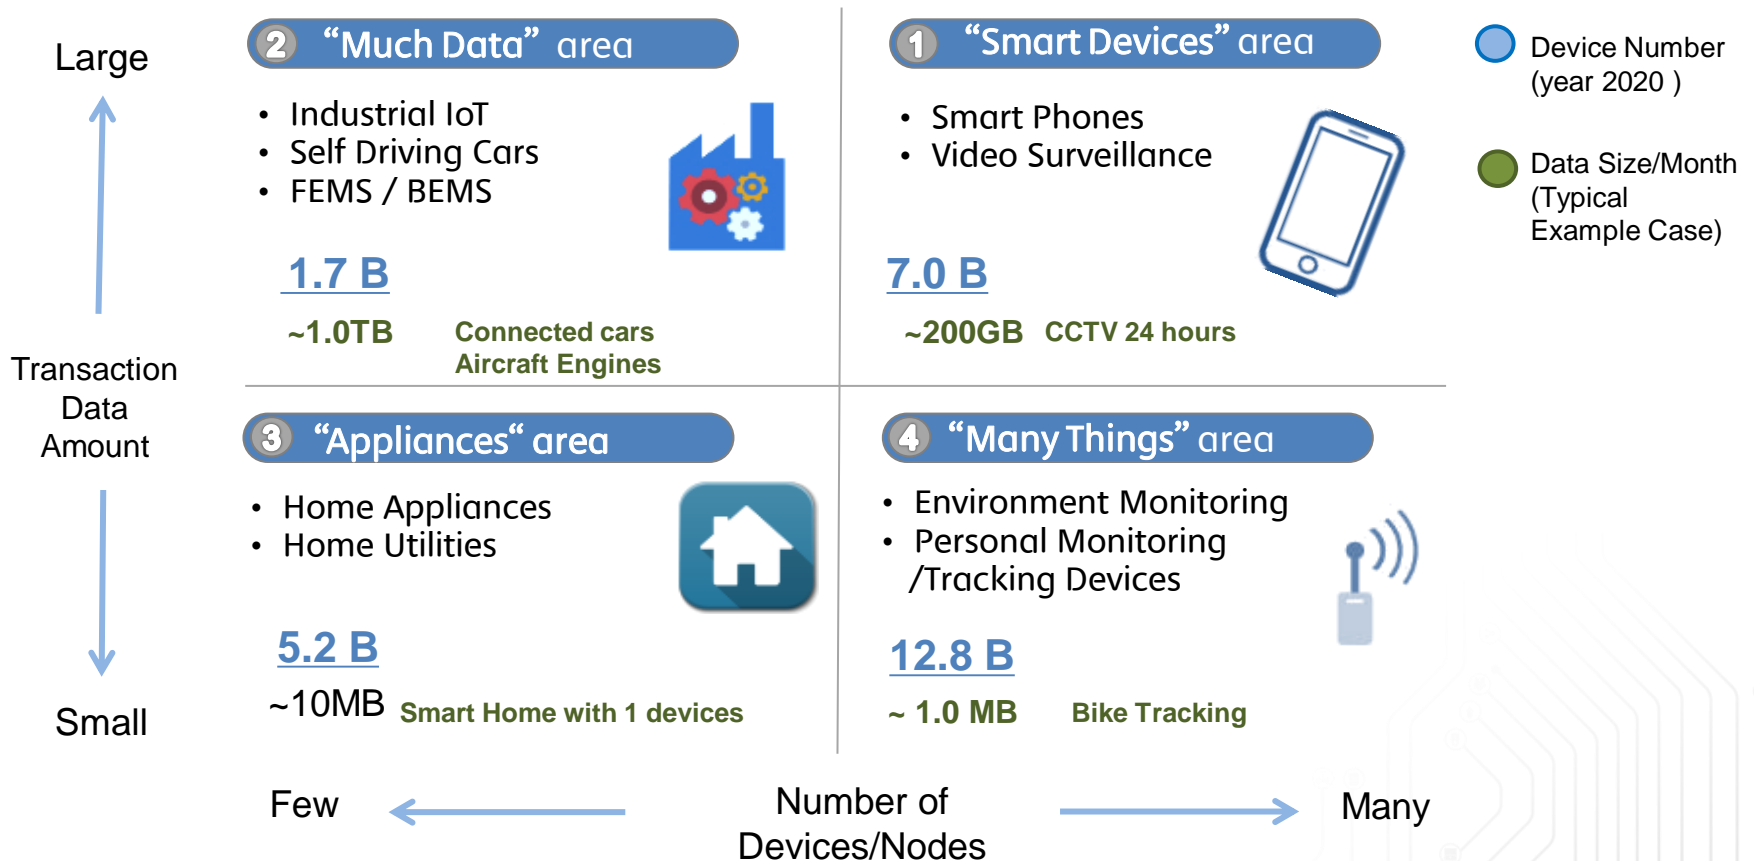 Large
Transaction
Data
Amount
Small
2 “Much Data” area
• Industrial IoT
• Self Driving Cars
• FEMS / BEMS
1.7 B
~1.0TB Connected cars
Aircraft Engines
1 “Smart Devices” area
• Smart Phones
• Video Surveillance
7.0 B
~200GB CCTV 24 hours
Device Number
(year 2020 )
Data Size/Month
(Typical
Example Case)
3 “Appliances“ area
• Home Appliances
• Home Utilities
5.2 B
~10MB Smart Home with 1 devices
4 “Many Things” area
• Environment Monitoring
• Personal Monitoring
/Tracking Devices
12.8 B
~ 1.0 MB Bike Tracking
Few
Number of
Devices/Nodes
Many